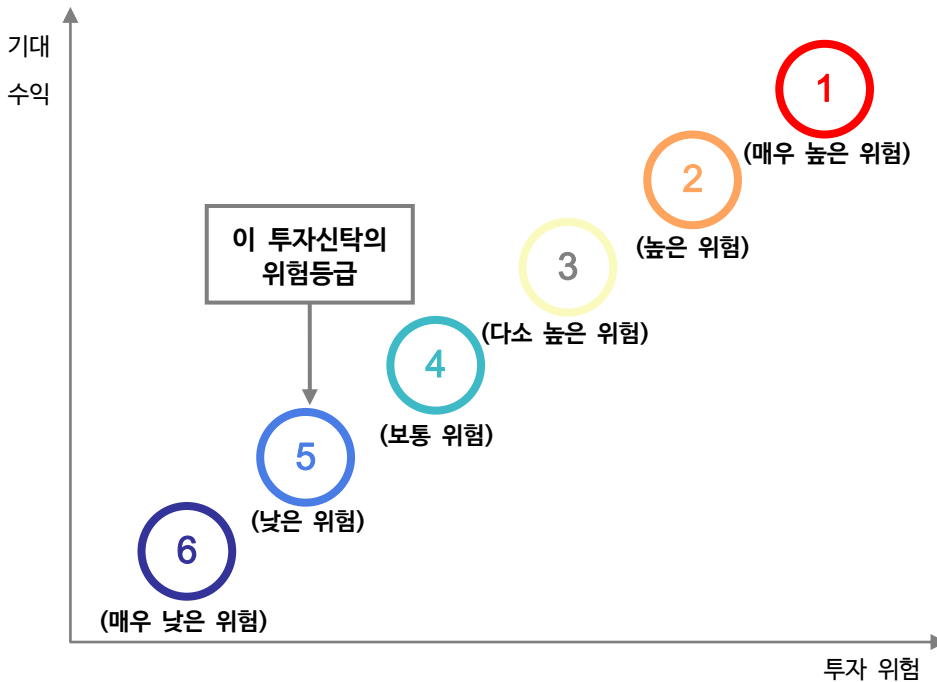 기대
수익
1
(매우 높은 위험)
2
(높은 위험)
이 투자신탁의
위험등급
3
(다소 높은 위험)
4
(보통 위험)
5
(낮은 위험)
6
(매우 낮은 위험)
투자 위험